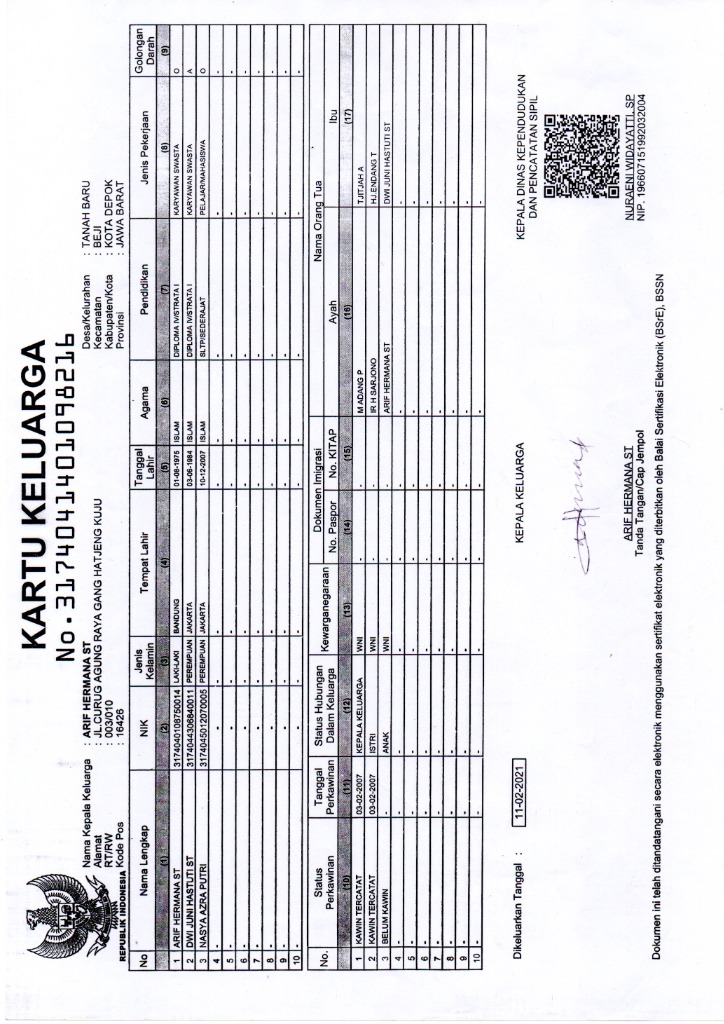 KARTU KELUARGA
No. 3174041401098216
REPUBLIK INDONESIA
Nama Kepala Keluarga : ARIF HERMANA ST
Alamat : JL.CURUG AGUNG RAYA GANG HATJENG KUJU
RT/RW : 003/010
Kode Pos : 16426
Desa/Kelurahan : TANAH BARU
Kecamatan : BEJI
Kabupaten/Kota : KOTA DEPOK
Provinsi : JAWA BARAT
No Nama Lengkap NIK Jenis Kelamin Tempat Lahir Tanggal Lahir Agama Pendidikan Jenis Pekerjaan Golongan Darah
(1) (2) (3) (4) (5) (6) (7) (8) (9)
1 ARIF HERMANA ST 3174040108750014 LAKI-LAKI BANDUNG 01-08-1975 ISLAM DIPLOMA IV/STRATA I KARYAWAN SWASTA O
2 DWI JUNI HASTUTI ST 3174044306840011 PEREMPUAN JAKARTA 03-06-1984 ISLAM DIPLOMA IV/STRATA I KARYAWAN SWASTA A
3 NASYA AZRA PUTRI 3174045012070005 PEREMPUAN JAKARTA 10-12-2007 ISLAM SLTP/SEDERAJAT PELAJAR/MAHASISWA O
4 - - - - - - - - -
5 - - - - - - - - -
6 - - - - - - - - -
7 - - - - - - - - -
8 - - - - - - - - -
9 - - - - - - - - -
10 - - - - - - - - -
No. Status Perkawinan Tanggal Perkawinan Status Hubungan Dalam Keluarga Kewarganegaraan Dokumen Imigrasi Nama Orang Tua
No. Paspor No. KITAP Ayah Ibu
(10) (11) (12) (13) (14) (15) (16) (17)
1 KAWIN TERCATAT 03-02-2007 KEPALA KELUARGA WNI - - M ADANG P TJITJAH A
2 KAWIN TERCATAT 03-02-2007 ISTRI WNI - - IR H SARJONO HJ.ENDANG T
3 BELUM KAWIN - ANAK WNI - - ARIF HERMANA ST DWI JUNI HASTUTI ST
4 - - - - - - - -
5 - - - - - - - -
6 - - - - - - - -
7 - - - - - - - -
8 - - - - - - - -
9 - - - - - - - -
10 - - - - - - - -
Dikeluarkan Tanggal : 11-02-2021
KEPALA KELUARGA
ARIF HERMANA ST
Tanda Tangan/Cap Jempol
KEPALA DINAS KEPENDUDUKAN
DAN PENCATATAN SIPIL
NURAENI WIDAYATTI, SP
NIP. 196607151992032004
Dokumen ini telah ditandatangani secara elektronik menggunakan sertifikat elektronik yang diterbitkan oleh Balai Sertifikasi Elektronik (BSrE), BSSN